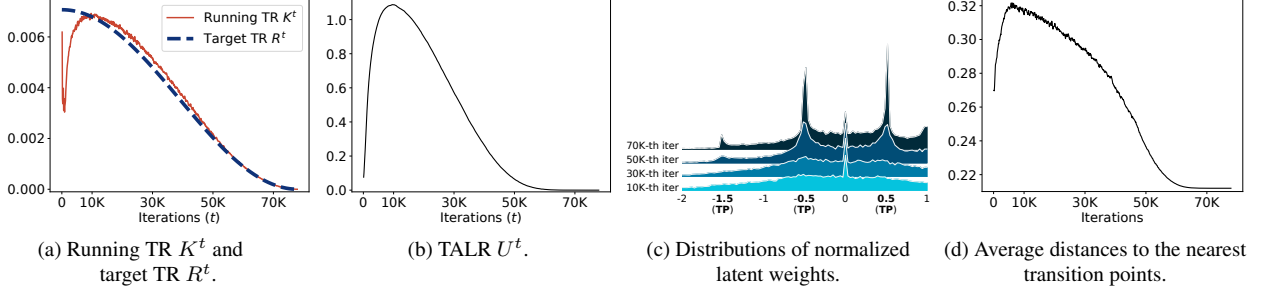 0.006
0.004
0.002
0.000
Running TR K^t
Target TR R^t
0 10K 30K 50K 70K
Iterations (t)
(a) Running TR K^t and
target TR R^t.
1.0
0.8
0.6
0.4
0.2
0.0
10K 30K 50K 70K
Iterations (t)
(b) TALR U^t.
70K-th iter
50K-th iter
30K-th iter
10K-th iter
-2 -1.5 -1 -0.5 0 0.5 1
(TP) (TP) (TP)
(c) Distributions of normalized
latent weights.
0.32
0.30
0.28
0.26
0.24
0.22
10K 30K 50K 70K
Iterations
(d) Average distances to the nearest
transition points.